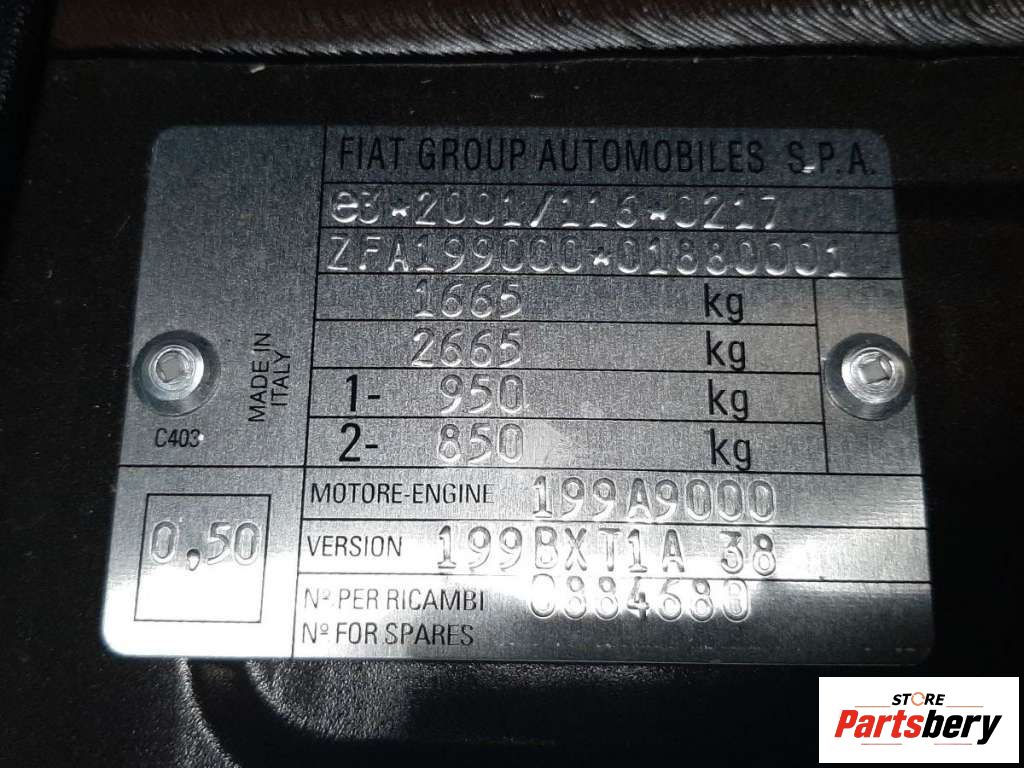 FIAT GROUP AUTOMOBILES S.P.A.
e3*2001/116*0217
ZFA199000*01880001
1665 kg
2665 kg
1- 950 kg
2- 850 kg
MADE IN
ITALY
C403
MOTORE-ENGINE 199A9000
0,50
VERSION 199BXT1A 38
Nº PER RICAMBI 0884680
Nº FOR SPARES
STORE
Partsbery